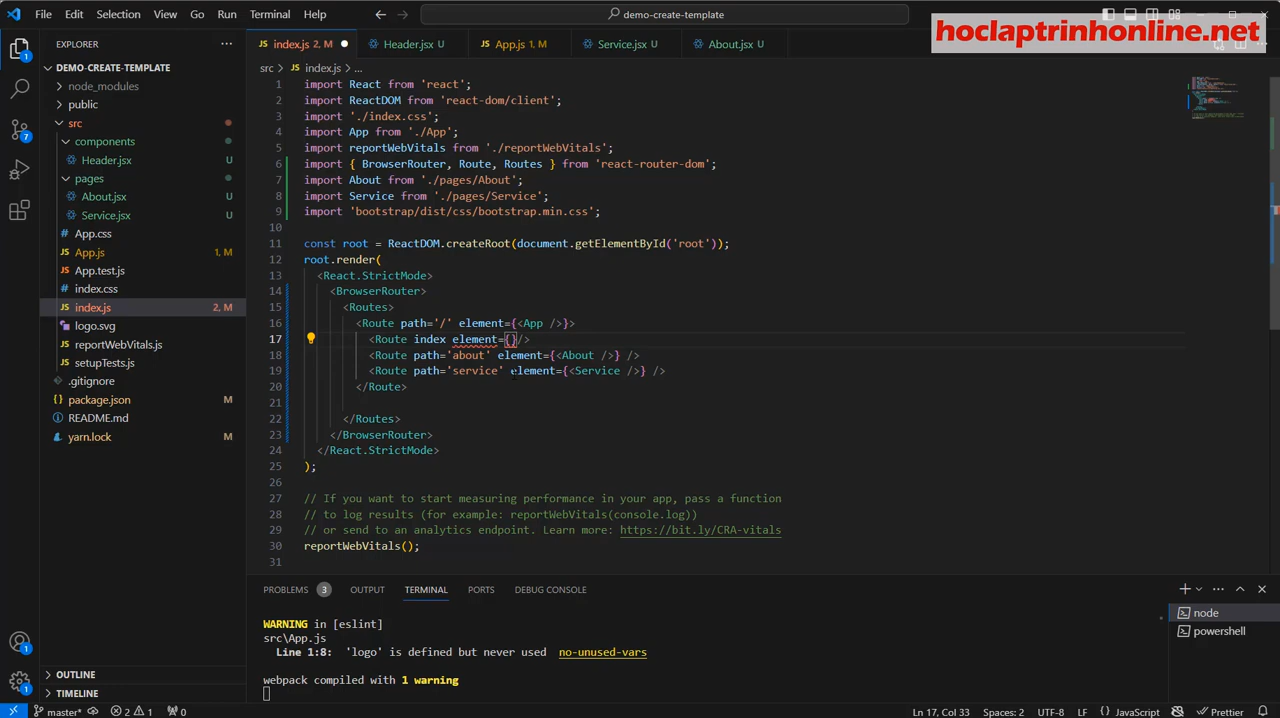 File Edit Selection View Go Run Terminal Help
demo-create-template
hoclaptrinhonline.net
EXPLORER
index.js 2, M
Header.jsx U
App.js 1, M
Service.jsx U
About.jsx U
DEMO-CREATE-TEMPLATE
node_modules
public
src
components
Header.jsx U
pages
About.jsx U
Service.jsx U
App.css
App.js 1, M
App.test.js
index.css
index.js 2, M
logo.svg
reportWebVitals.js
setupTests.js
.gitignore
package.json M
README.md
yarn.lock M
OUTLINE
TIMELINE
1
7
1
1
src > JS index.js > ...
1 import React from 'react';
2 import ReactDOM from 'react-dom/client';
3 import './index.css';
4 import App from './App';
5 import reportWebVitals from './reportWebVitals';
6 import { BrowserRouter, Route, Routes } from 'react-router-dom';
7 import About from './pages/About';
8 import Service from './pages/Service';
9 import 'bootstrap/dist/css/bootstrap.min.css';
10
11 const root = ReactDOM.createRoot(document.getElementById('root'));
12 root.render(
13 <React.StrictMode>
14 <BrowserRouter>
15 <Routes>
16 <Route path='/' element={<App />}>
17 <Route index element={}/>
18 <Route path='about' element={<About />} />
19 <Route path='service' element={<Service />} />
20 </Route>
21
22 </Routes>
23 </BrowserRouter>
24 </React.StrictMode>
25 );
26
27 // If you want to start measuring performance in your app, pass a function
28 // to log results (for example: reportWebVitals(console.log))
29 // or send to an analytics endpoint. Learn more: https://bit.ly/CRA-vitals
30 reportWebVitals();
31
PROBLEMS 3 OUTPUT TERMINAL PORTS DEBUG CONSOLE
WARNING in [eslint]
src\App.js
Line 1:8: 'logo' is defined but never used no-unused-vars
webpack compiled with 1 warning
node
powershell
master* 2 1 0
Ln 17, Col 33 Spaces: 2 UTF-8 LF {} JavaScript Prettier